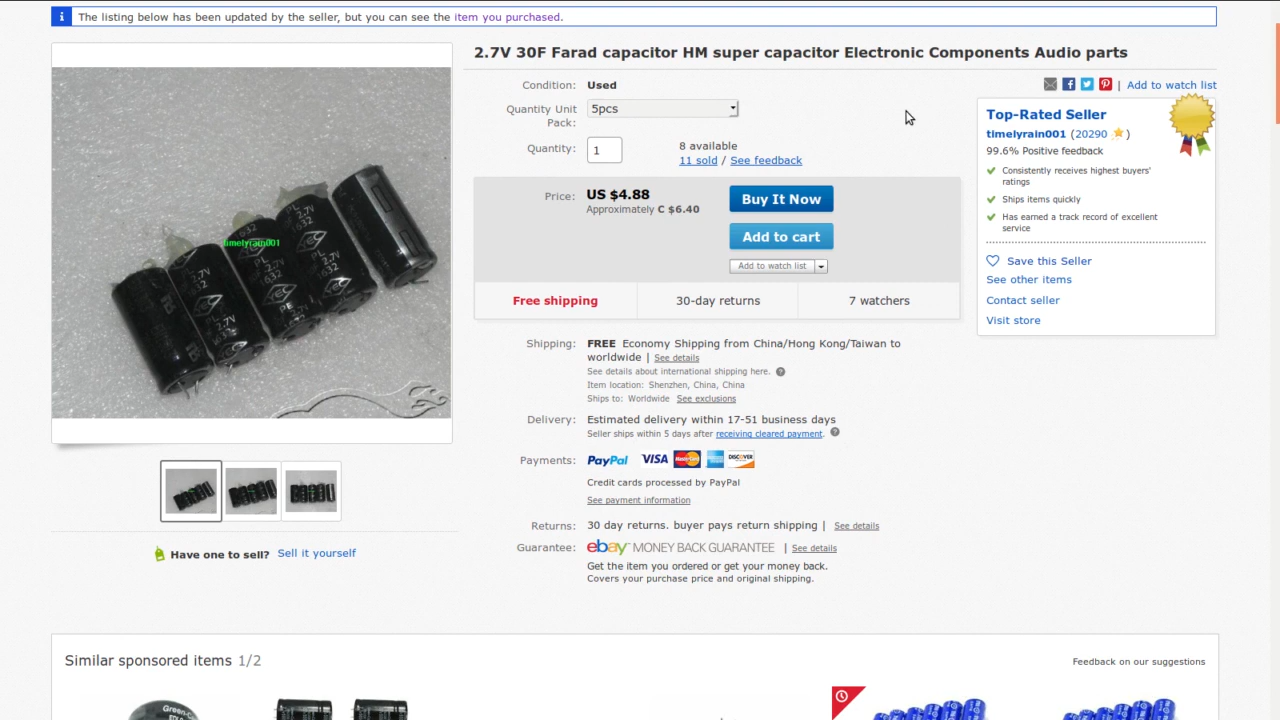 The listing below has been updated by the seller, but you can see the item you purchased.
2.7V 30F Farad capacitor HM super capacitor Electronic Components Audio parts
Condition: Used
| Add to watch list
Quantity Unit Pack: 5pcs
Quantity: 1
8 available
11 sold / See feedback
Price: US $4.88
Approximately C $6.40
Buy It Now
Add to cart
Add to watch list
Free shipping
30-day returns
7 watchers
Top-Rated Seller
timelyrain001 (20290 )
99.6% Positive feedback
Consistently receives highest buyers'
ratings
Ships items quickly
Has earned a track record of excellent
service
Save this Seller
See other items
Contact seller
Visit store
timelyrain001
PL
2.7V
632
Shipping: FREE Economy Shipping from China/Hong Kong/Taiwan to
worldwide | See details
See details about international shipping here. ?
Item location: Shenzhen, China, China
Ships to: Worldwide See exclusions
Delivery: Estimated delivery within 17-51 business days
Seller ships within 5 days after receiving cleared payment. ?
Payments: PayPal VISA MasterCard DISCOVER
Credit cards processed by PayPal
See payment information
Returns: 30 day returns. buyer pays return shipping | See details
Guarantee: ebay MONEY BACK GUARANTEE | See details
Get the item you ordered or get your money back.
Covers your purchase price and original shipping.
Have one to sell? Sell it yourself
Similar sponsored items 1/2
Feedback on our suggestions